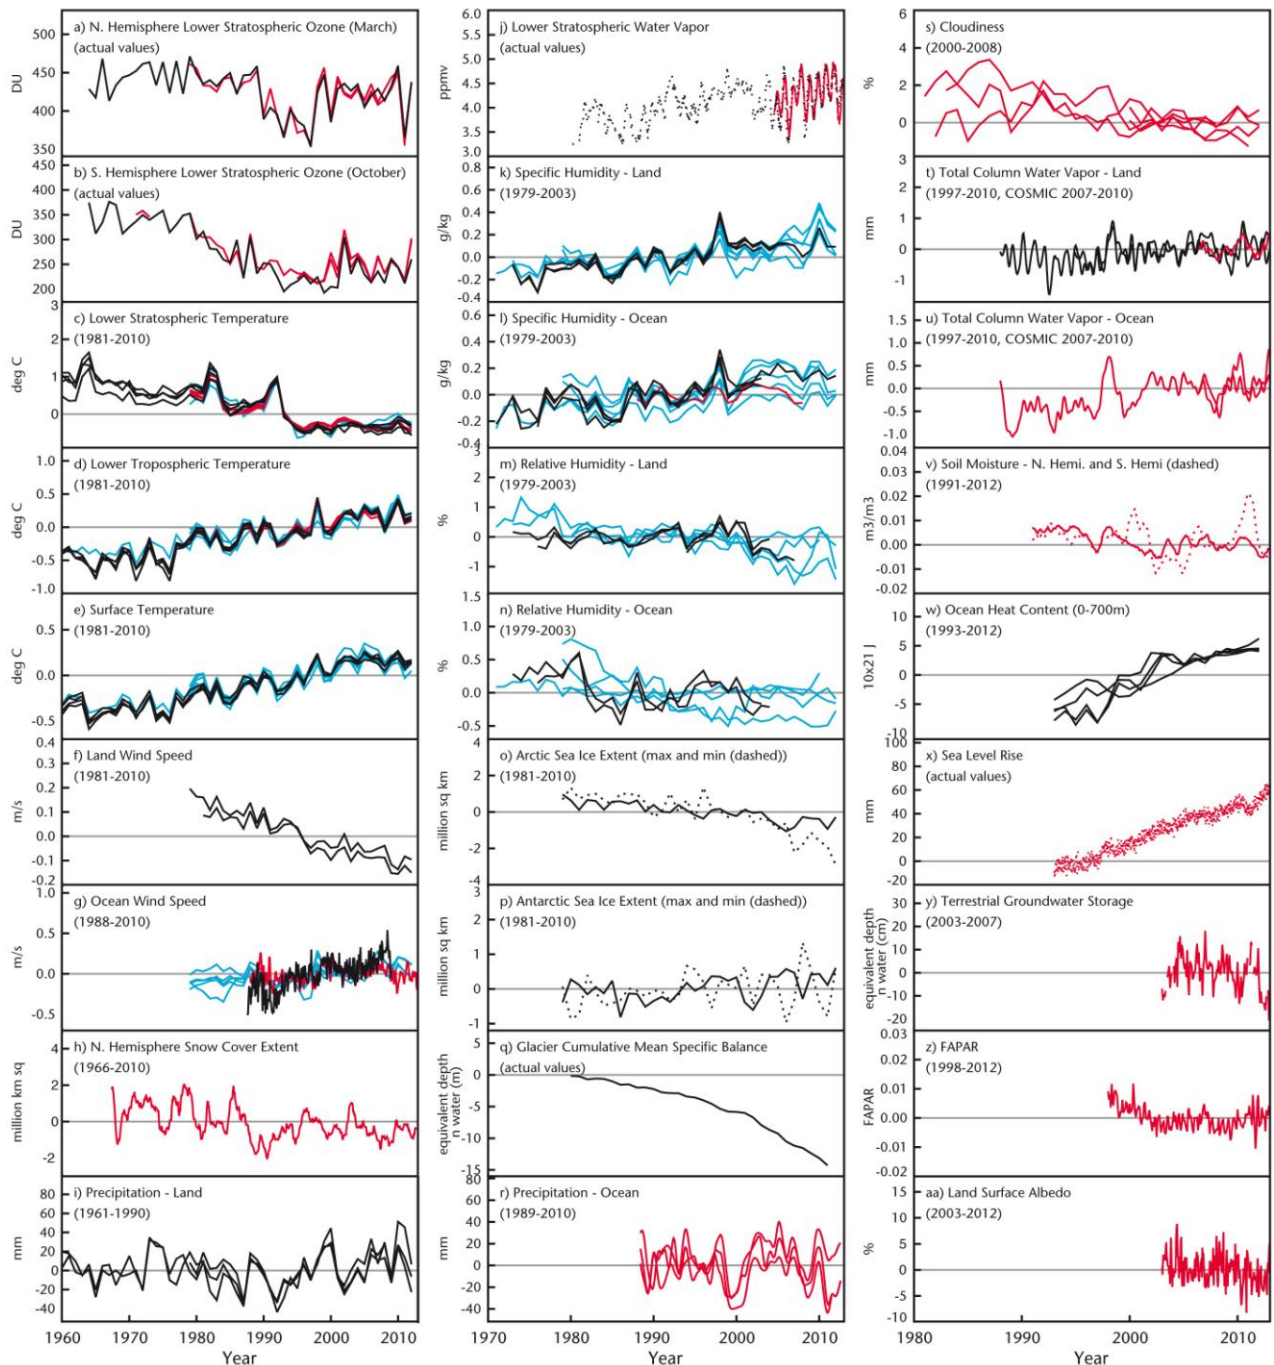 a) N. Hemisphere Lower Stratospheric Ozone (March)
(actual values)
DU
500
450
400
350
b) S. Hemisphere Lower Stratospheric Ozone (October)
(actual values)
DU
450
400
350
300
250
200
c) Lower Stratospheric Temperature
(1981-2010)
deg C
3
2
1
0
d) Lower Tropospheric Temperature
(1981-2010)
deg C
1.0
0.5
0.0
-0.5
-1.0
e) Surface Temperature
(1981-2010)
deg C
0.5
0.0
-0.5
f) Land Wind Speed
(1981-2010)
m/s
0.4
0.3
0.2
0.1
0.0
-0.1
-0.2
g) Ocean Wind Speed
(1988-2010)
m/s
1.0
0.5
0.0
-0.5
h) N. Hemisphere Snow Cover Extent
(1966-2010)
million km sq
4
2
0
-2
i) Precipitation - Land
(1961-1990)
mm
80
60
40
20
0
-20
-40
1960 1970 1980 1990 2000 2010
Year
j) Lower Stratospheric Water Vapor
(actual values)
ppmv
6.0
5.0
4.5
4.0
3.5
3.0
k) Specific Humidity - Land
(1979-2003)
g/kg
0.8
0.6
0.4
0.2
0.0
-0.2
-0.4
l) Specific Humidity - Ocean
(1979-2003)
g/kg
0.6
0.4
0.2
0.0
-0.2
-0.4
m) Relative Humidity - Land
(1979-2003)
%
3
2
1
0
-1
n) Relative Humidity - Ocean
(1979-2003)
%
1.5
1.0
0.5
0.0
-0.5
o) Arctic Sea Ice Extent (max and min (dashed))
(1981-2010)
million sq km
4
2
0
-2
-4
p) Antarctic Sea Ice Extent (max and min (dashed))
(1981-2010)
million sq km
3
2
1
0
-1
q) Glacier Cumulative Mean Specific Balance
(actual values)
equivalent depth
n water (m)
0
-5
-10
-15
r) Precipitation - Ocean
(1989-2010)
mm
80
60
40
20
0
-20
-40
1970 1980 1990 2000 2010
Year
s) Cloudiness
(2000-2008)
%
6
4
2
0
t) Total Column Water Vapor - Land
(1997-2010, COSMIC 2007-2010)
mm
3
2
1
0
-1
u) Total Column Water Vapor - Ocean
(1997-2010, COSMIC 2007-2010)
mm
1.5
1.0
0.5
0.0
-0.5
-1.0
v) Soil Moisture - N. Hemi. and S. Hemi (dashed)
(1991-2012)
m3/m3
0.04
0.03
0.02
0.01
0.00
-0.01
-0.02
w) Ocean Heat Content (0-700m)
(1993-2012)
10x21 J
10
5
0
-5
-10
x) Sea Level Rise
(actual values)
mm
100
80
60
40
20
0
-20
y) Terrestrial Groundwater Storage
(2003-2007)
equivalent depth
n water (cm)
30
20
10
0
-10
-20
z) FAPAR
(1998-2012)
FAPAR
0.03
0.02
0.01
0.00
-0.01
-0.02
aa) Land Surface Albedo
(2003-2012)
%
15
10
5
0
-5
-10
1980 1990 2000 2010
Year